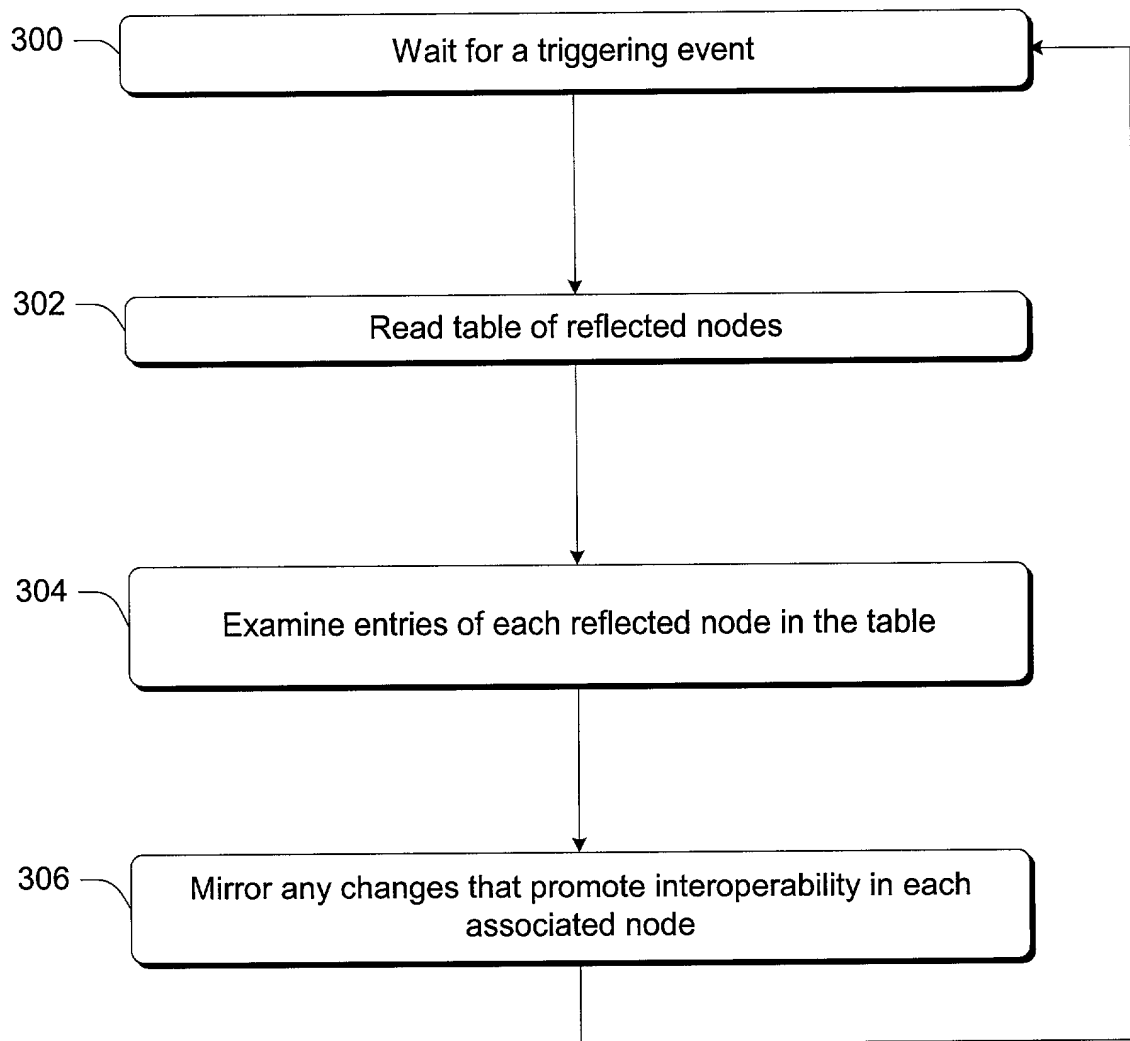 300
Wait for a triggering event
302
Read table of reflected nodes
304
Examine entries of each reflected node in the table
306
Mirror any changes that promote interoperability in each
associated node